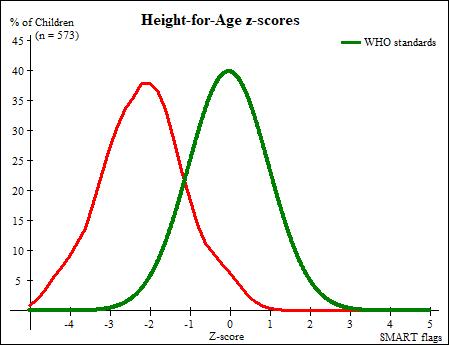 Height-for-Age z-scores
% of Children
(n = 573)
WHO standards
45
40
35
30
25
20
15
10
5
-4 -3 -2 -1 0 1 2 3 4 5
Z-score
SMART flags